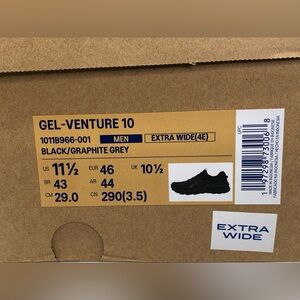 GEL-VENTURE 10
1011B966-001 MEN EXTRA WIDE(4E)
BLACK/GRAPHITE GREY
US 11½ EUR 46 UK 10½
BR 43 AR 44
CM 29.0 CN 290(3.5)
EXTRA
WIDE